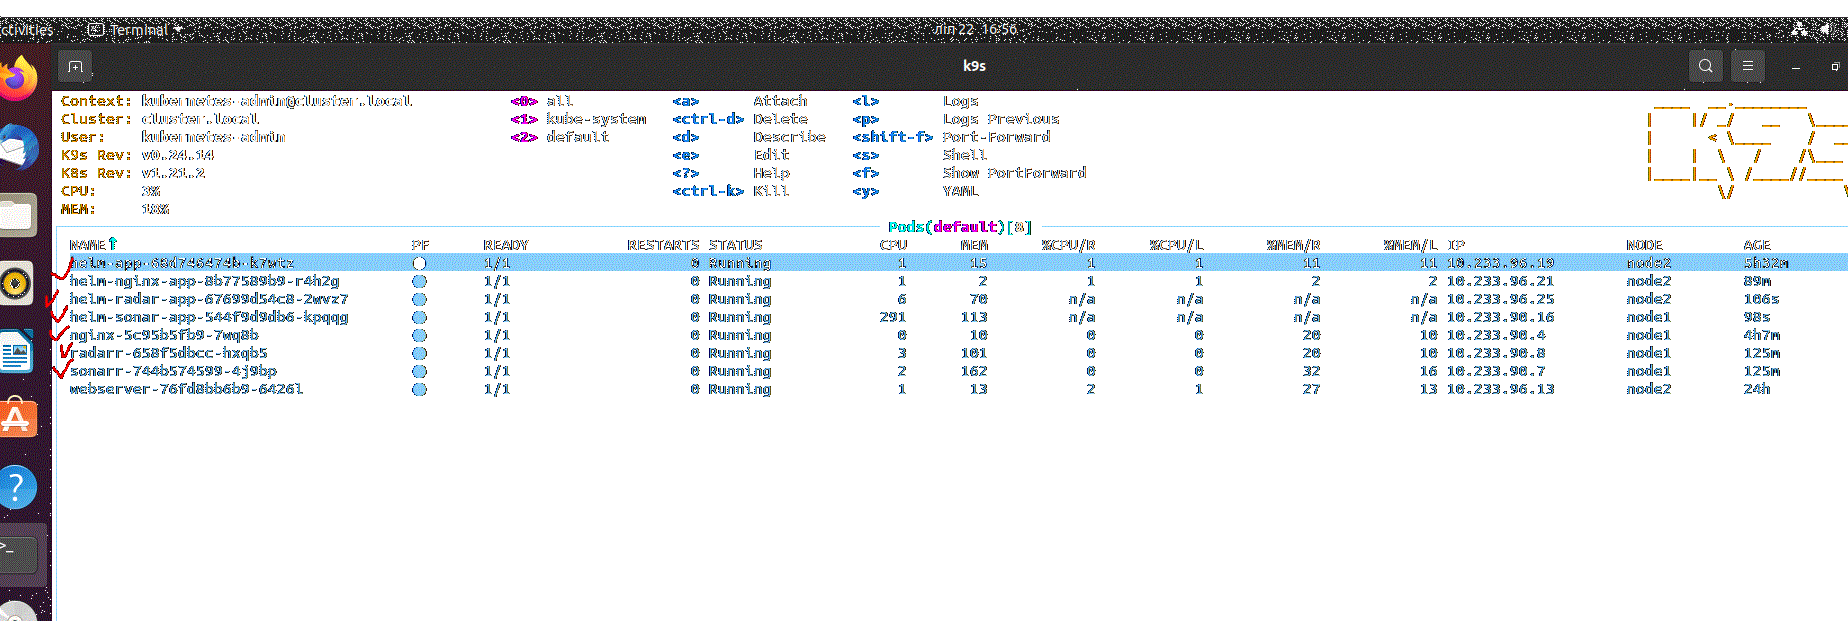 ctivities Terminal лип 22 16:56
k9s
Context: kubernetes-admin@cluster.local <0> all <a> Attach <l> Logs
Cluster: cluster.local <1> kube-system <ctrl-d> Delete <p> Logs Previous
User: kubernetes-admin <2> default <d> Describe <shift-f> Port-Forward
K9s Rev: v0.24.14 <e> Edit <s> Shell
K8s Rev: v1.21.2 <?> Help <f> Show PortForward
CPU: 3% <ctrl-k> Kill <y> YAML
MEM: 18%
Pods(default)[8]
NAME↑ PF READY RESTARTS STATUS CPU MEM %CPU/R %CPU/L %MEM/R %MEM/L IP NODE AGE
helm-app-68d746474b-k7wtz 1/1 0 Running 1 15 1 1 11 11 10.233.96.19 node2 5h32m
helm-nginx-app-8b77589b9-r4h2g 1/1 0 Running 1 2 1 1 2 2 10.233.96.21 node2 89m
helm-radar-app-67699d54c8-2wvz7 1/1 0 Running 6 70 n/a n/a n/a n/a 10.233.96.25 node2 106s
helm-sonar-app-544f9d9db6-kpqqg 1/1 0 Running 291 113 n/a n/a n/a n/a 10.233.90.16 node1 98s
nginx-5c95b5fb9-7wq8b 1/1 0 Running 0 10 0 0 20 10 10.233.90.4 node1 4h7m
radarr-658f5dbcc-hxqb5 1/1 0 Running 3 101 0 0 20 10 10.233.90.8 node1 125m
sonarr-744b574599-4j9bp 1/1 0 Running 2 162 0 0 32 16 10.233.90.7 node1 125m
webserver-76fd8bb6b9-6426l 1/1 0 Running 1 13 2 1 27 13 10.233.96.13 node2 24h